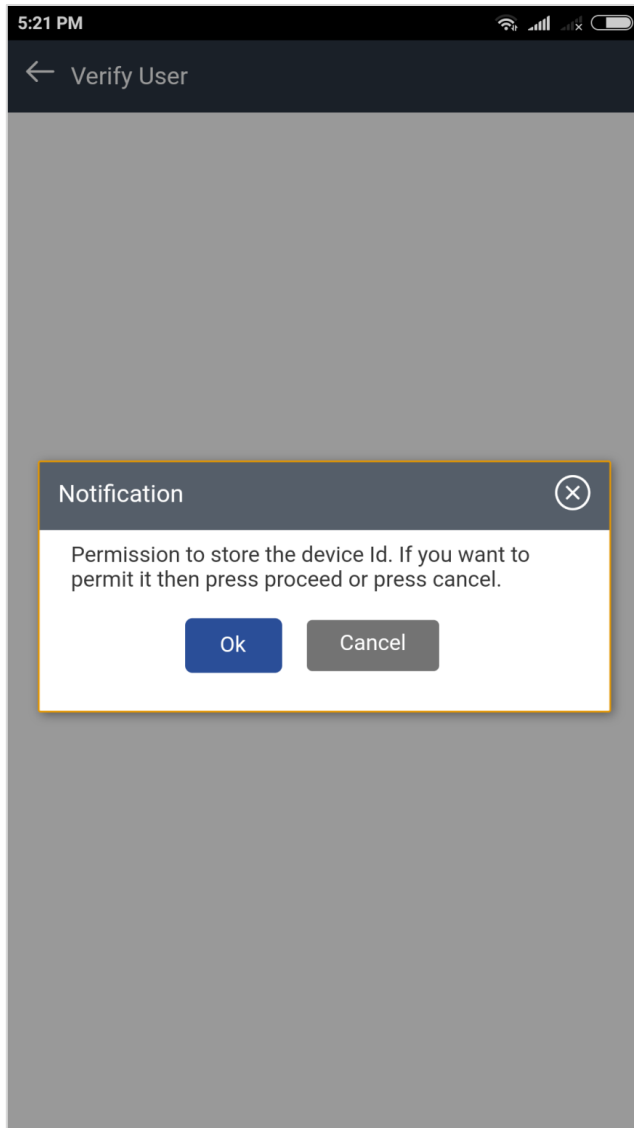 5:21 PM
Verify User
Notification
Permission to store the device Id. If you want to
permit it then press proceed or press cancel.
Ok
Cancel